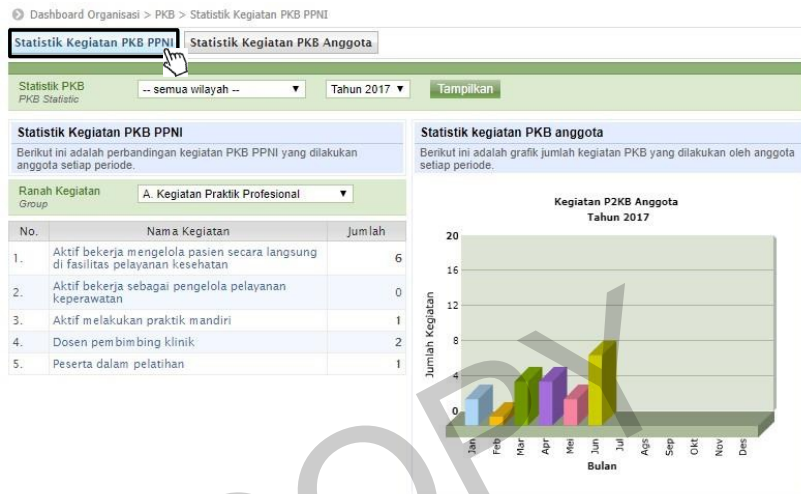 Dashboard Organisasi > PKB > Statistik Kegiatan PKB PPNI
Statistik Kegiatan PKB PPNI
Statistik Kegiatan PKB Anggota
Statistik PKB
PKB Statistic
-- semua wilayah --
Tahun 2017
Tampilkan
Statistik Kegiatan PKB PPNI
Berikut ini adalah perbandingan kegiatan PKB PPNI yang dilakukan
anggota setiap periode.
Ranah Kegiatan
Group
A. Kegiatan Praktik Profesional
No. Nama Kegiatan Jumlah
1. Aktif bekerja mengelola pasien secara langsung
di fasilitas pelayanan kesehatan 6
2. Aktif bekerja sebagai pengelola pelayanan
keperawatan 0
3. Aktif melakukan praktik mandiri 1
4. Dosen pembimbing klinik 2
5. Peserta dalam pelatihan 1
Statistik kegiatan PKB anggota
Berikut ini adalah grafik jumlah kegiatan PKB yang dilakukan oleh anggota
setiap periode.
Kegiatan P2KB Anggota
Tahun 2017
Jumlah Kegiatan
20
16
12
8
4
0
Jan Feb Mar Apr Mei Jun Jul Ags Sep Okt Nov Des
Bulan
COPY